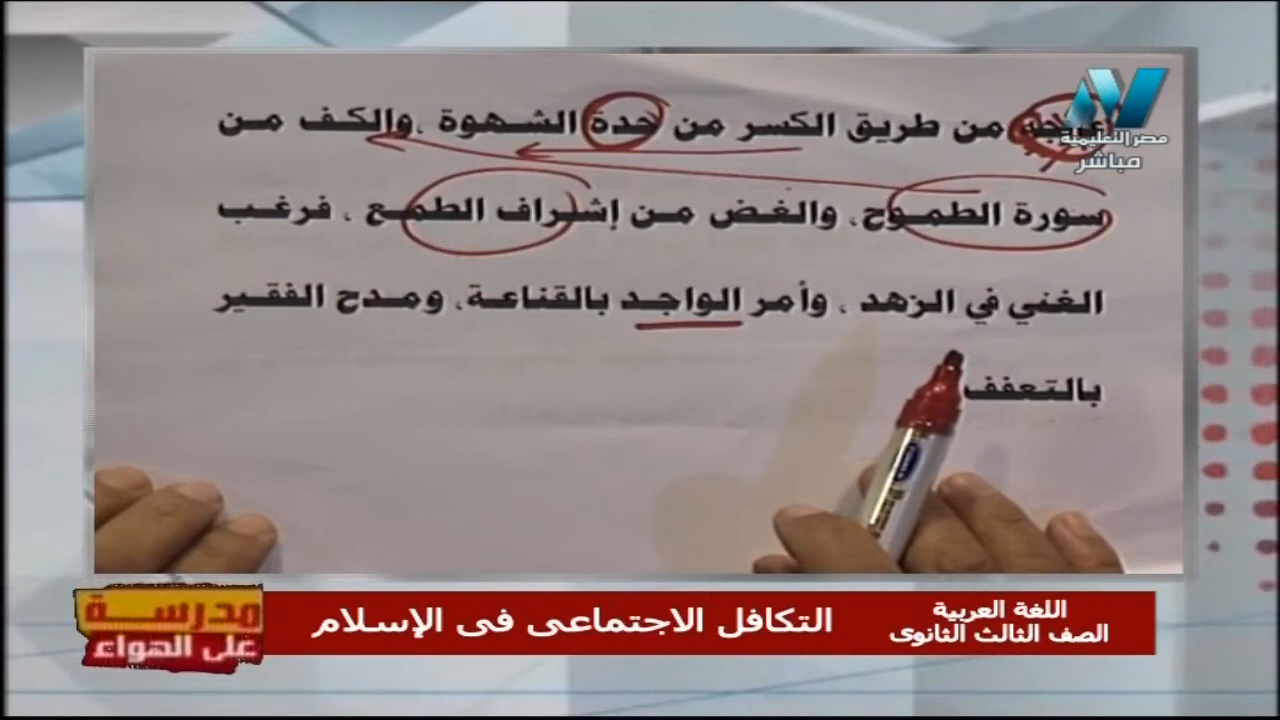 مصر التعليمية
مباشر
عالجه من طريق الكسر من حدة الشهوة ،والكف من
سورة الطموح، والغض من إشراف الطمع ، فرغب
الغني في الزهد ، وأمر الواجد بالقناعة، ومدح الفقير
بالتعفف
مدرسة
على الهواء
التكافل الاجتماعى فى الإسلام
اللغة العربية
الصف الثالث الثانوى